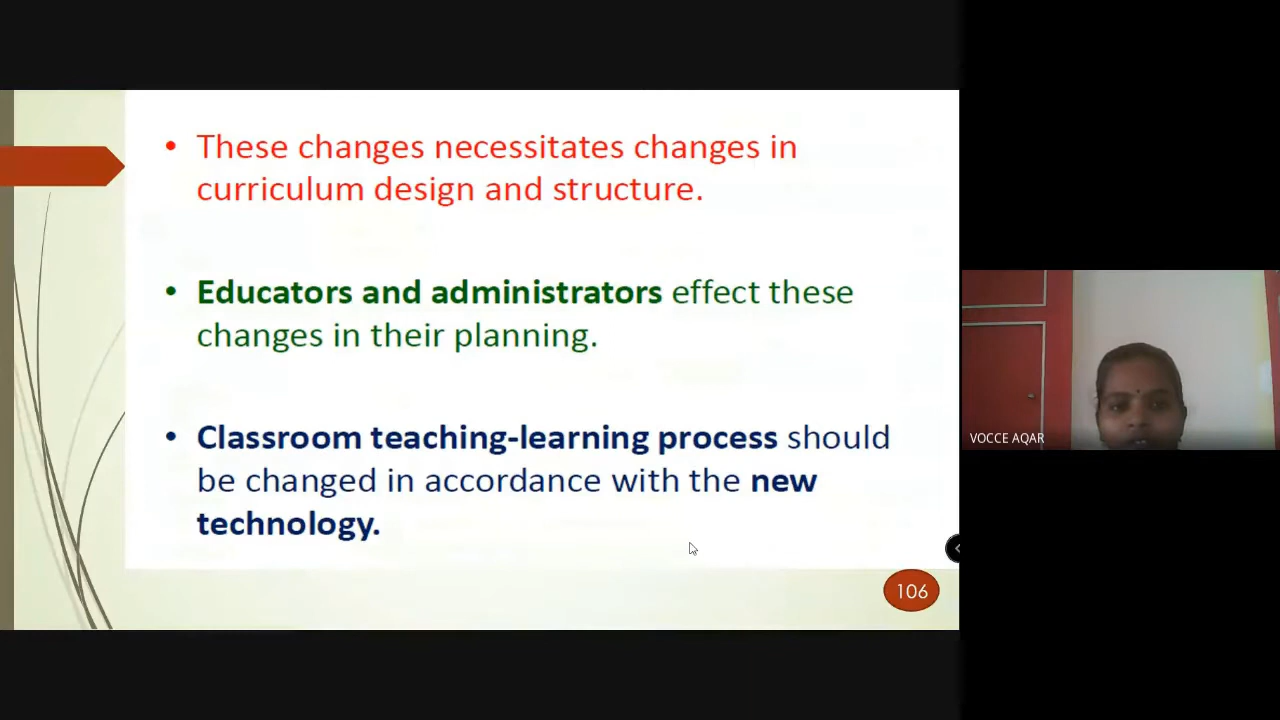 • These changes necessitates changes in
curriculum design and structure.
• Educators and administrators effect these
changes in their planning.
• Classroom teaching-learning process should
be changed in accordance with the new
technology.
106
VOCCE AQAR